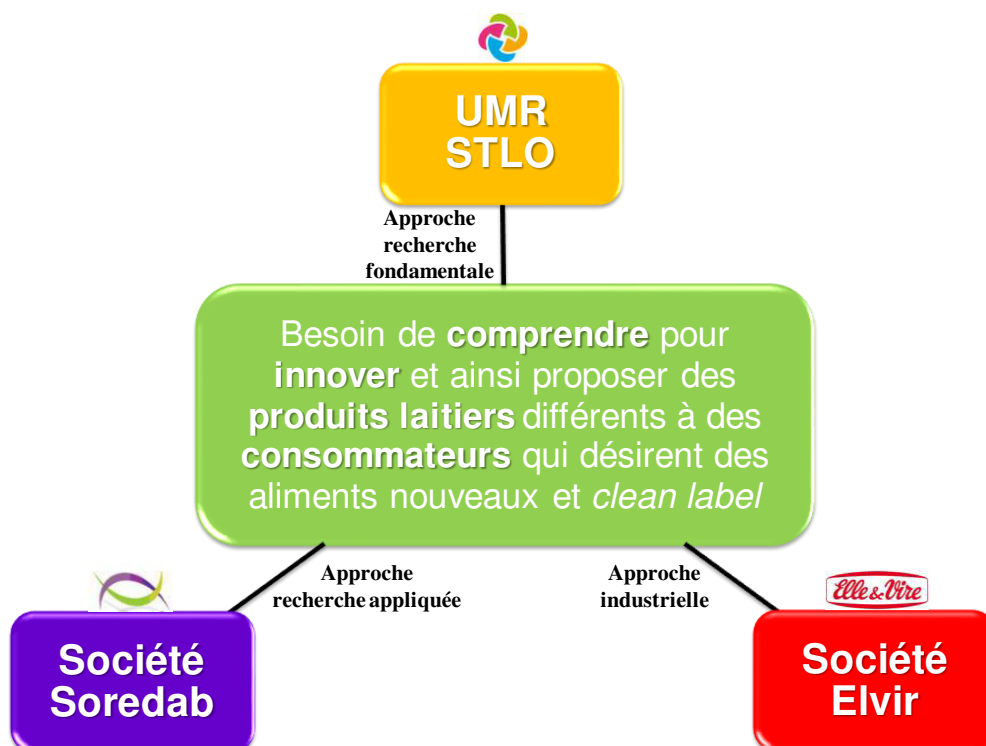 UMR
STLO
Approche
recherche
fondamentale
Besoin de comprendre pour
innover et ainsi proposer des
produits laitiers différents à des
consommateurs qui désirent des
aliments nouveaux et clean label
Approche
recherche appliquée
Approche
industrielle
Elle & Vire
Société
Soredab
Société
Elvir